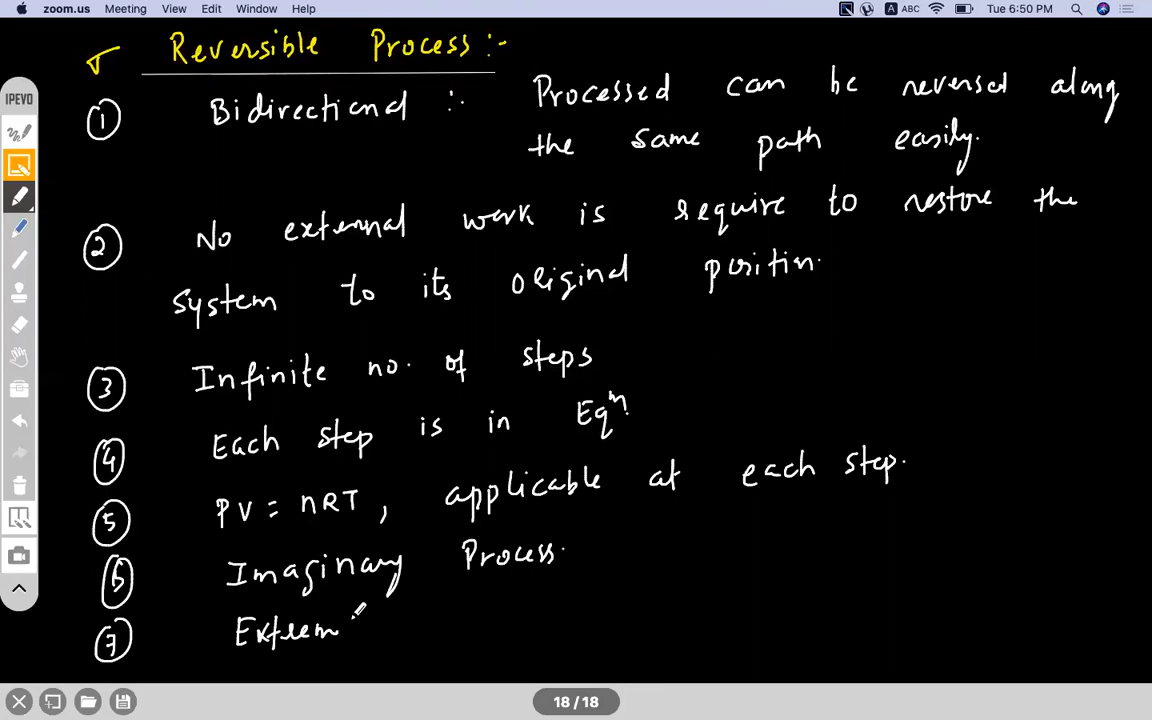 zoom.us Meeting View Edit Window Help ABC Tue 6:50 PM
Reversible Process :-
IPEVO
① Bidirectional ∴ Processed can be reversed along
the same path easily.
② No external work is require to restore the
system to its original position.
③ Infinite no. of steps
④ Each step is in Eqm.
⑤ PV = nRT, applicable at each step.
⑥ Imaginary Process.
⑦ Extrem
18 / 18